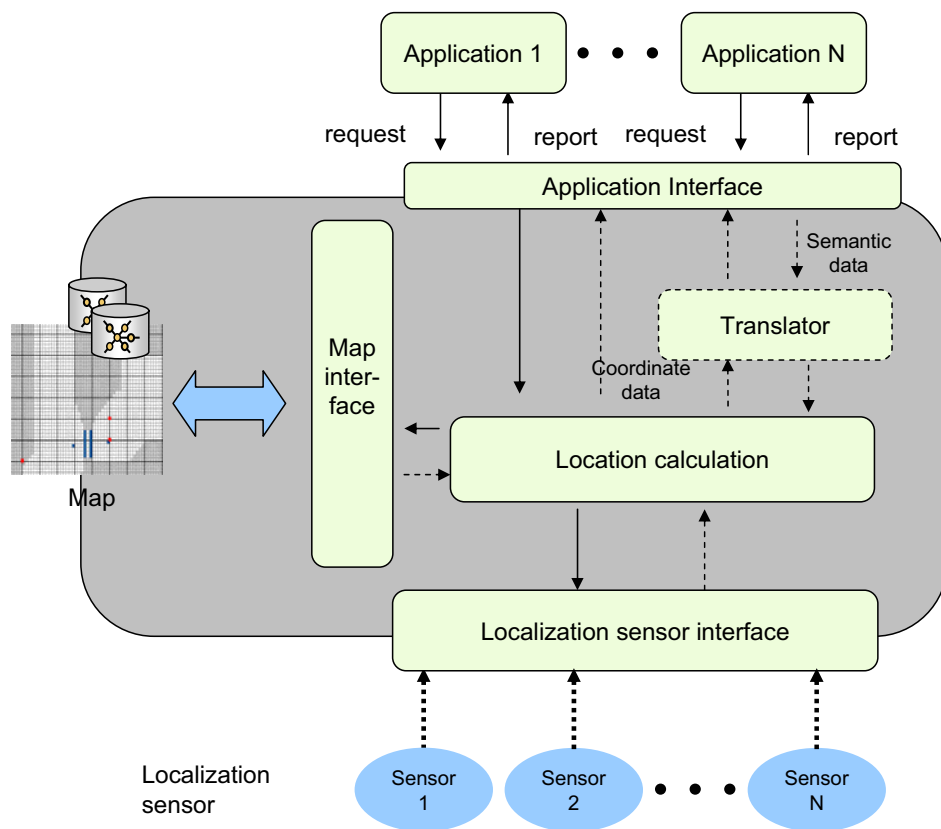 Application 1
Application N
request
report
request
report
Application Interface
Semantic
data
Translator
Map
inter-
face
Coordinate
data
Location calculation
Map
Localization sensor interface
Localization
sensor
Sensor
1
Sensor
2
Sensor
N